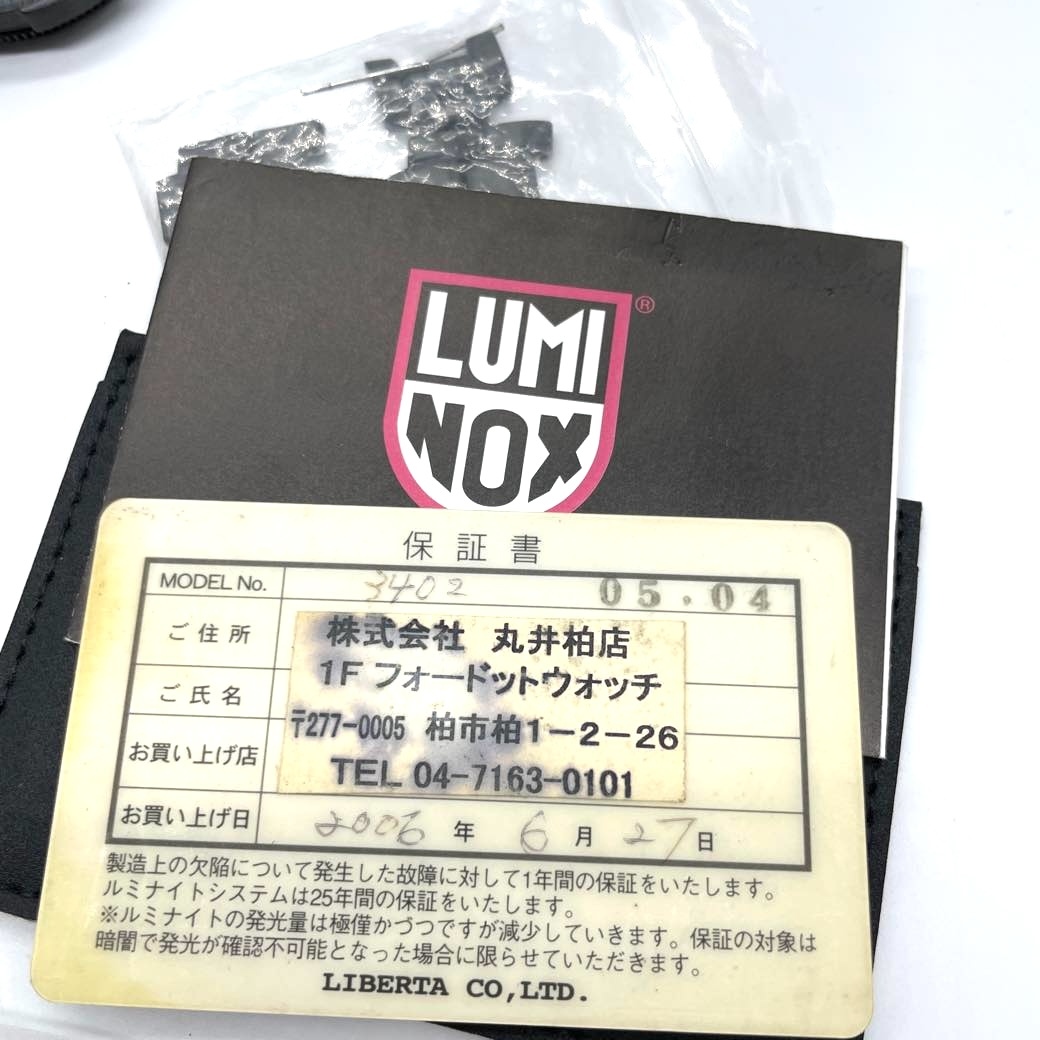 LUMI
NOX
®
保証書
MODEL No. 3402 05.04
ご住所
ご氏名
お買い上げ店
株式会社 丸井柏店
1F フォードットウォッチ
〒277-0005 柏市柏1-2-26
TEL 04-7163-0101
お買い上げ日 2006 年 6 月 27 日
製造上の欠陥について発生した故障に対して1年間の保証をいたします。
ルミナイトシステムは25年間の保証をいたします。
※ルミナイトの発光量は極僅かづつですが減少していきます。保証の対象は
暗闇で発光が確認不可能となった場合に限らせていただきます。
LIBERTA CO,LTD.